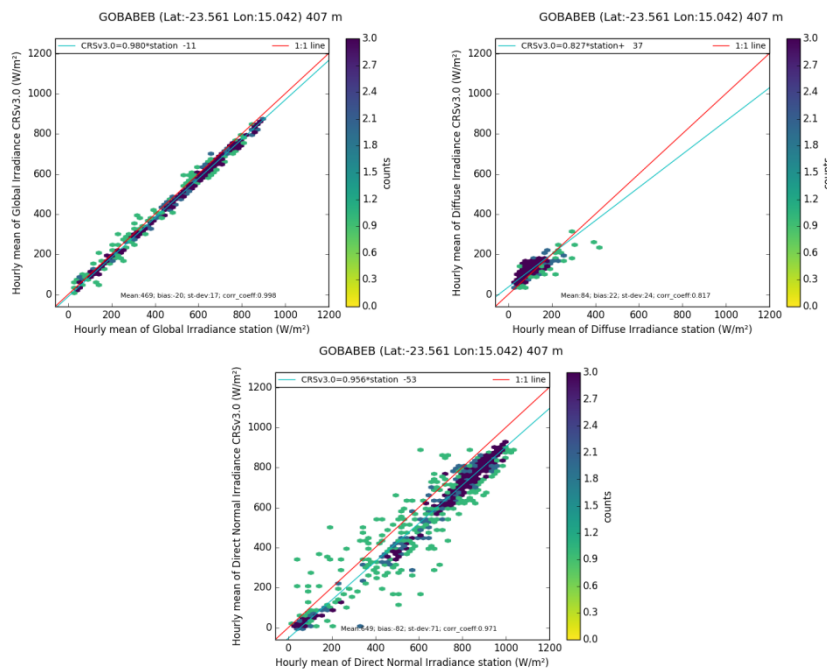 GOBABEB (Lat:-23.561 Lon:15.042) 407 m
CRSv3.0=0.980*station -11
1:1 line
Hourly mean of Global Irradiance CRSv3.0 (W/m²)
1200
1000
800
600
400
200
0
Mean:469, bias:-20; st-dev:17; corr_coeff:0.998
0 200 400 600 800 1000 1200
Hourly mean of Global Irradiance station (W/m²)
3.0
2.7
2.4
2.1
1.8
1.5
1.2
0.9
0.6
0.3
0.0
counts
GOBABEB (Lat:-23.561 Lon:15.042) 407 m
CRSv3.0=0.827*station+ 37
1:1 line
Hourly mean of Diffuse Irradiance CRSv3.0 (W/m²)
1200
1000
800
600
400
200
0
Mean:84, bias:22; st-dev:24; corr_coeff:0.817
0 200 400 600 800 1000 1200
Hourly mean of Diffuse Irradiance station (W/m²)
3.0
2.7
2.4
2.1
1.8
1.5
1.2
0.9
0.6
0.3
0.0
counts
GOBABEB (Lat:-23.561 Lon:15.042) 407 m
CRSv3.0=0.956*station -53
1:1 line
Hourly mean of Direct Normal Irradiance CRSv3.0 (W/m²)
1200
1000
800
600
400
200
0
Mean:649; bias:-82, st-dev:71; corr_coeff:0.971
0 200 400 600 800 1000 1200
Hourly mean of Direct Normal Irradiance station (W/m²)
3.0
2.7
2.4
2.1
1.8
1.5
1.2
0.9
0.6
0.3
0.0
counts